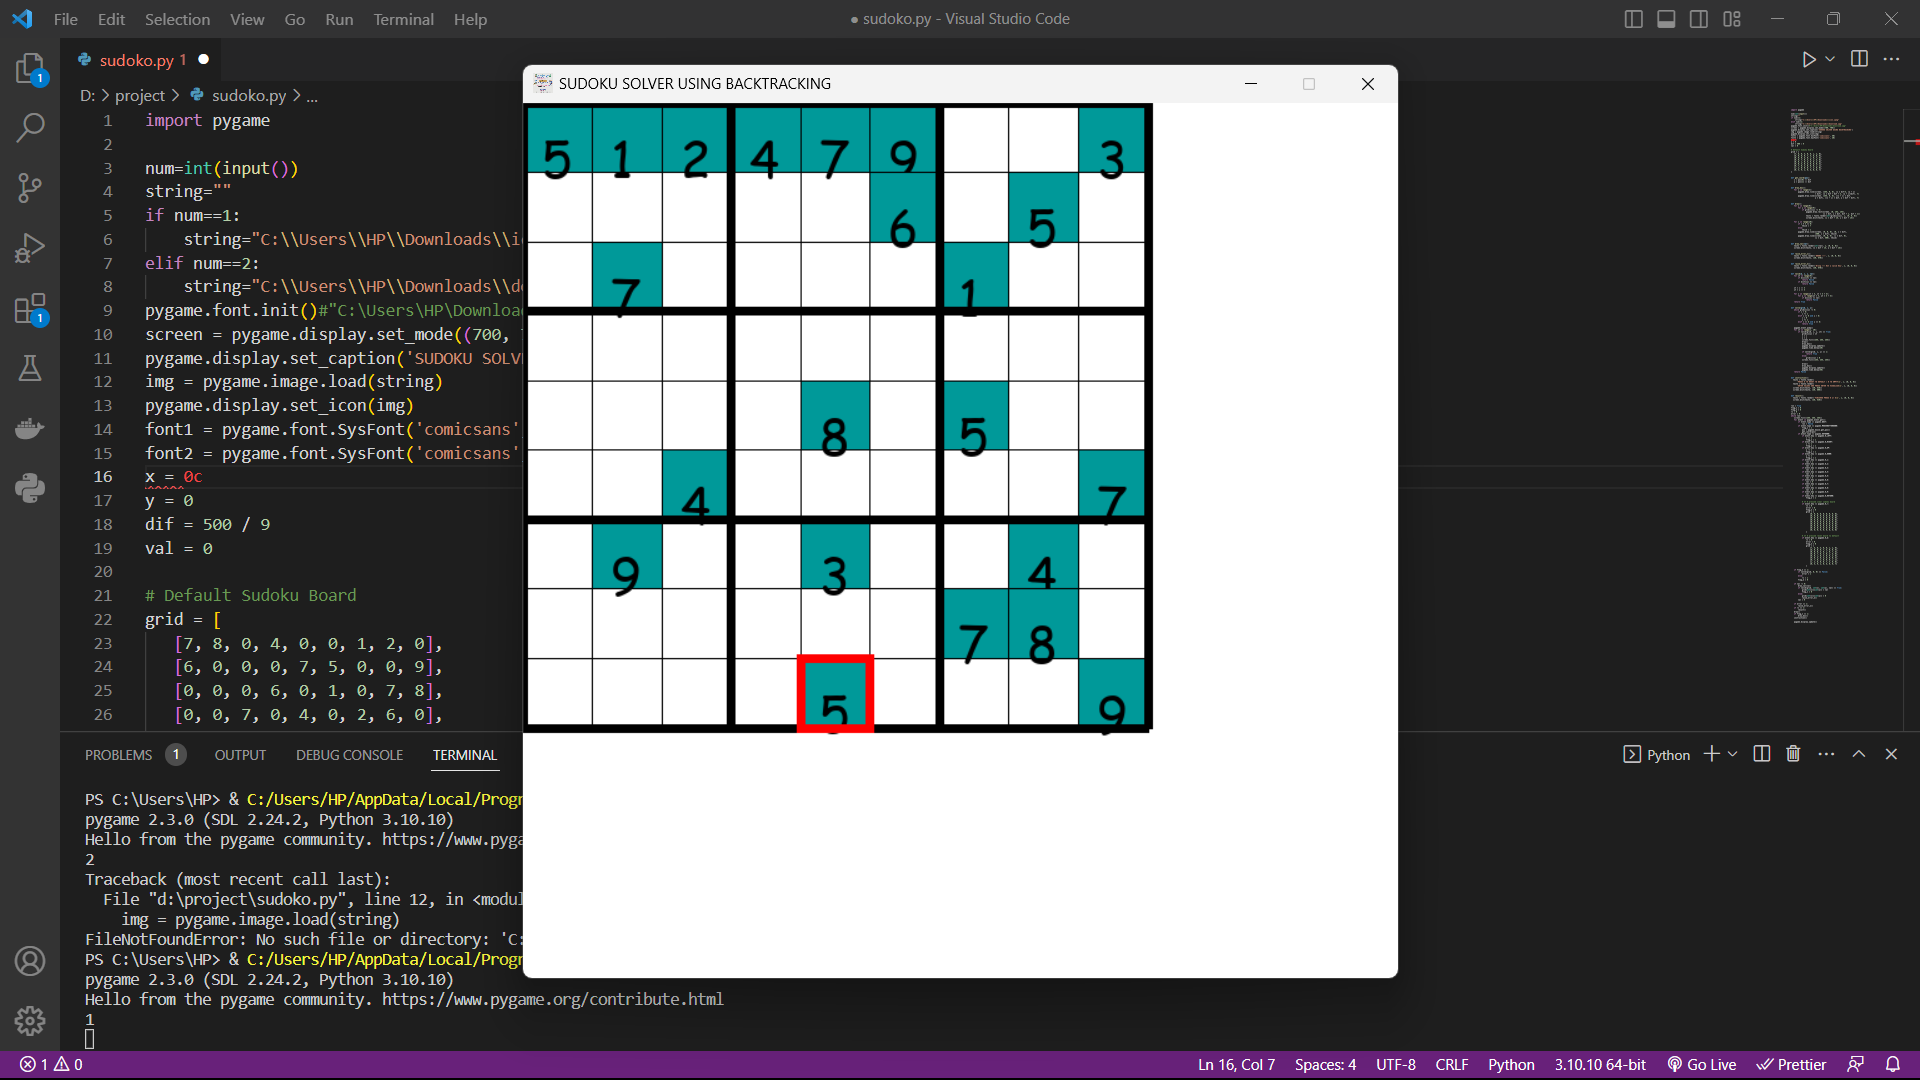 File Edit Selection View Go Run Terminal Help
● sudoko.py - Visual Studio Code
sudoko.py 1 ●
D: > project > sudoko.py > ...
1 import pygame
2
3 num=int(input())
4 string=""
5 if num==1:
6 string="C:\\Users\\HP\\Downloads\\i
7 elif num==2:
8 string="C:\\Users\\HP\\Downloads\\d
9 pygame.font.init()#"C:\Users\HP\Downloa
10 screen = pygame.display.set_mode((700,
11 pygame.display.set_caption('SUDOKU SOLV
12 img = pygame.image.load(string)
13 pygame.display.set_icon(img)
14 font1 = pygame.font.SysFont('comicsans'
15 font2 = pygame.font.SysFont('comicsans'
16 x = 0c
17 y = 0
18 dif = 500 / 9
19 val = 0
20
21 # Default Sudoku Board
22 grid = [
23 [7, 8, 0, 4, 0, 0, 1, 2, 0],
24 [6, 0, 0, 0, 7, 5, 0, 0, 9],
25 [0, 0, 0, 6, 0, 1, 0, 7, 8],
26 [0, 0, 7, 0, 4, 0, 2, 6, 0],
SUDOKU SOLVER USING BACKTRACKING
5 1 2 4 7 9 3
6 5
7 1
8 5
4 7
9 3 4
7 8
5 9
PROBLEMS 1 OUTPUT DEBUG CONSOLE TERMINAL
Python
PS C:\Users\HP> & C:/Users/HP/AppData/Local/Progr
pygame 2.3.0 (SDL 2.24.2, Python 3.10.10)
Hello from the pygame community. https://www.pyga
2
Traceback (most recent call last):
File "d:\project\sudoko.py", line 12, in <modul
img = pygame.image.load(string)
FileNotFoundError: No such file or directory: 'C:
PS C:\Users\HP> & C:/Users/HP/AppData/Local/Progr
pygame 2.3.0 (SDL 2.24.2, Python 3.10.10)
Hello from the pygame community. https://www.pygame.org/contribute.html
1
1 0 Ln 16, Col 7 Spaces: 4 UTF-8 CRLF Python 3.10.10 64-bit Go Live Prettier